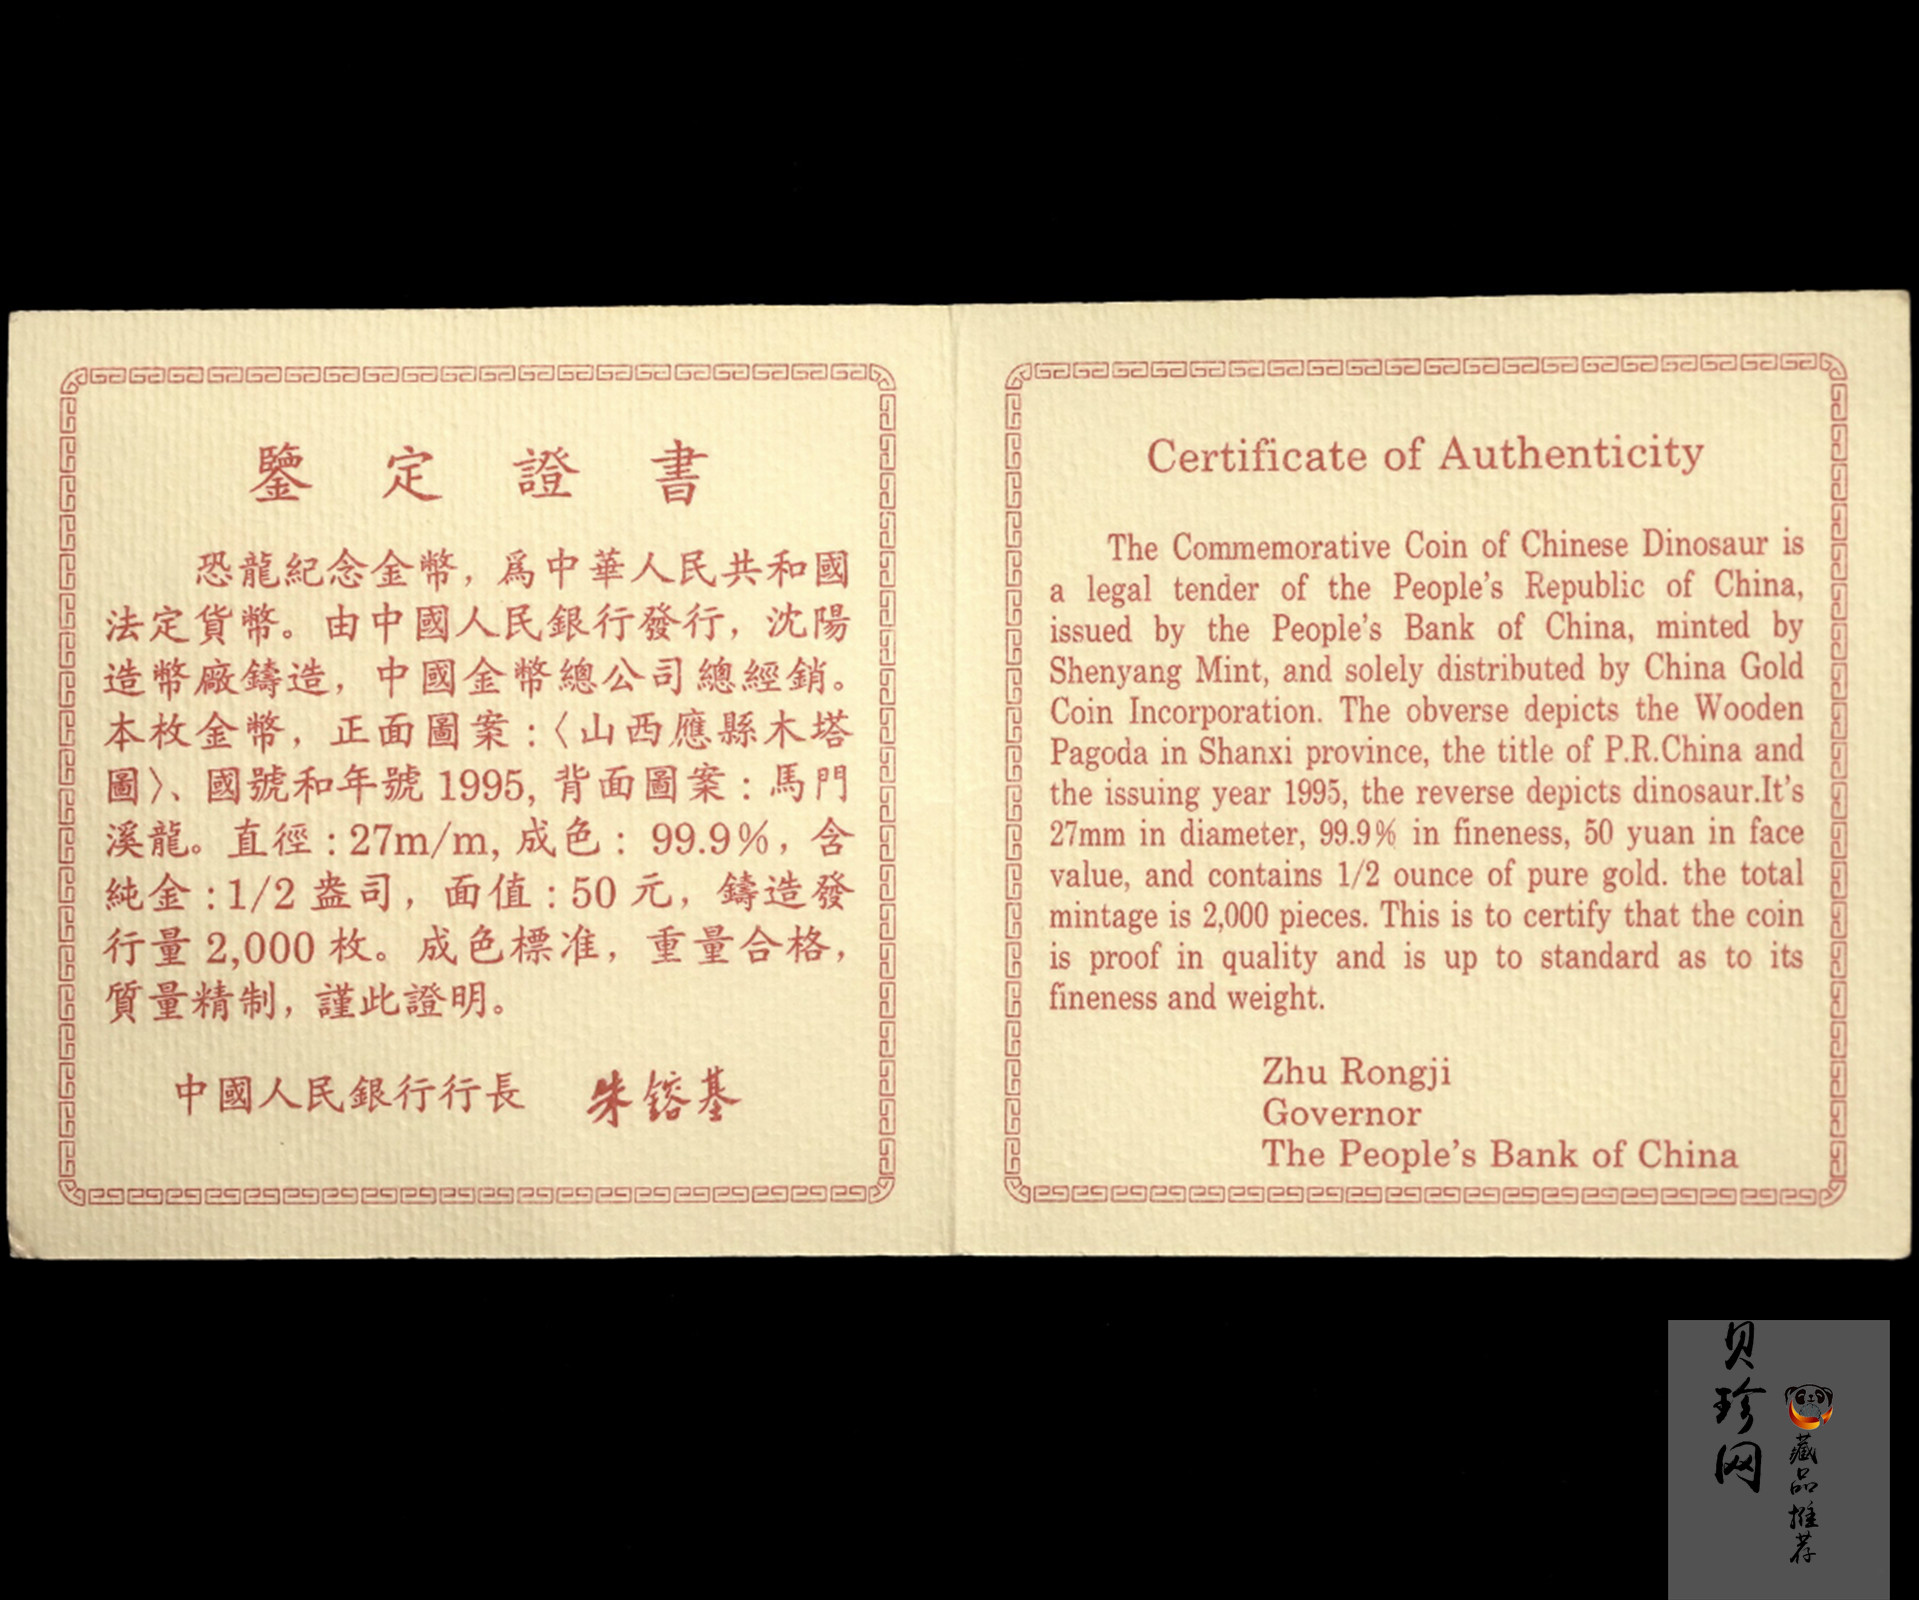 鑒定證書
恐龍紀念金幣，爲中華人民共和國
法定貨幣。由中國人民銀行發行，沈陽
造幣廠鑄造，中國金幣總公司總經銷。
本枚金幣，正面圖案：〈山西應縣木塔
圖〉、國號和年號 1995, 背面圖案：馬門
溪龍。直徑：27m/m, 成色：99.9%，含
純金：1/2 盎司，面值：50 元，鑄造發
行量 2,000 枚。成色標准，重量合格，
質量精制，謹此證明。
中國人民銀行行長 朱鎔基
Certificate of Authenticity
The Commemorative Coin of Chinese Dinosaur is
a legal tender of the People's Republic of China,
issued by the People's Bank of China, minted by
Shenyang Mint, and solely distributed by China Gold
Coin Incorporation. The obverse depicts the Wooden
Pagoda in Shanxi province, the title of P.R.China and
the issuing year 1995, the reverse depicts dinosaur.It's
27mm in diameter, 99.9% in fineness, 50 yuan in face
value, and contains 1/2 ounce of pure gold. the total
mintage is 2,000 pieces. This is to certify that the coin
is proof in quality and is up to standard as to its
fineness and weight.
Zhu Rongji
Governor
The People's Bank of China
贝珍网
藏品推荐